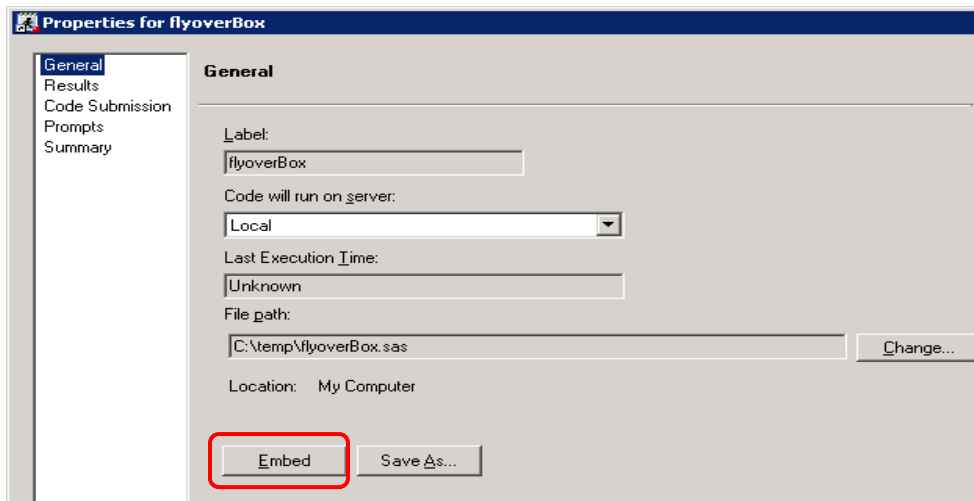 Properties for flyoverBox
General
Results
Code Submission
Prompts
Summary
General
Label:
flyoverBox
Code will run on server:
Local
Last Execution Time:
Unknown
File path:
C:\temp\flyoverBox.sas
Change...
Location: My Computer
Embed
Save As...